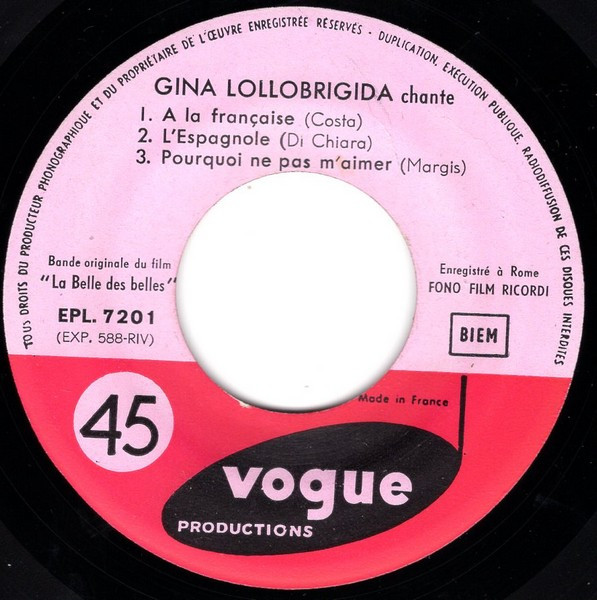 TOUS DROITS DU PRODUCTEUR PHONOGRAPHIQUE ET DU PROPRIÉTAIRE DE L'ŒUVRE ENREGISTRÉE RÉSERVÉS - DUPLICATION, EXÉCUTION PUBLIQUE, RADIODIFFUSION DE CES DISQUES INTERDITES
GINA LOLLOBRIGIDA chante
1. A la française (Costa)
2. L'Espagnole (Di Chiara)
3. Pourquoi ne pas m'aimer (Margis)
Bande originale du film
"La Belle des belles"
EPL. 7201
(EXP. 588-RIV)
Enregistré à Rome
FONO FILM RICORDI
BIEM
Made in France
45
vogue
PRODUCTIONS